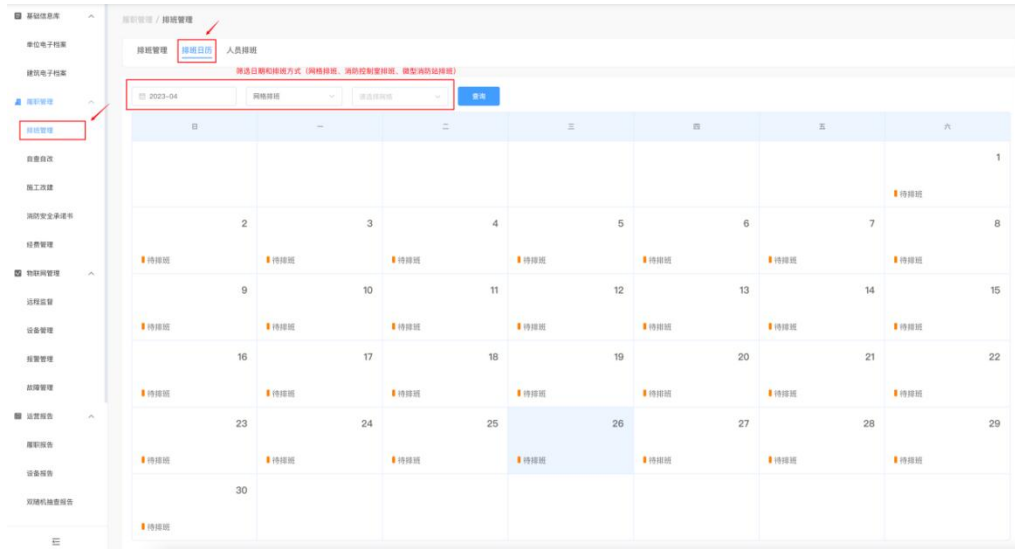 基础信息库
单位电子档案
建筑电子档案
履职管理
排班管理
自查自改
施工改建
消防安全承诺书
经费管理
物联网管理
远程监督
设备管理
报警管理
故障管理
运营报告
履职报告
设备报告
双随机抽查报告
履职管理 / 排班管理
排班管理 排班日历 人员排班
筛选日期和排班方式（网格排班、消防控制室排班、微型消防站排班）
2023-04 网格排班 请选择网格 查询
日 一 二 三 四 五 六
1
待排班
2 3 4 5 6 7 8
待排班 待排班 待排班 待排班 待排班 待排班 待排班
9 10 11 12 13 14 15
待排班 待排班 待排班 待排班 待排班 待排班 待排班
16 17 18 19 20 21 22
待排班 待排班 待排班 待排班 待排班 待排班 待排班
23 24 25 26 27 28 29
待排班 待排班 待排班 待排班 待排班 待排班 待排班
30
待排班